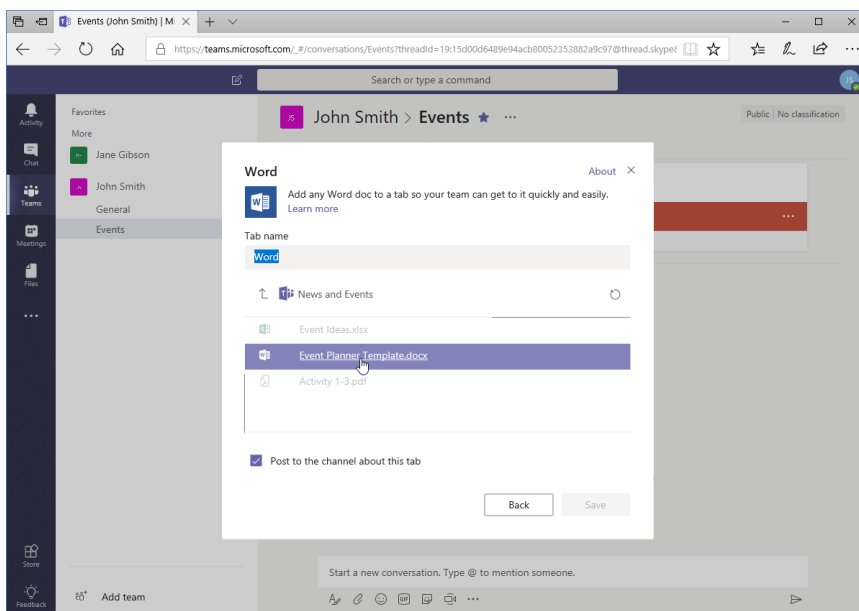 Events (John Smith) | Mi
https://teams.microsoft.com/_#/conversations/Events?threadId=19:15d00d6489e94acb80052353882a9c97@thread.skype&
Search or type a command
JS
Activity
Chat
Teams
Meetings
Files
Store
Feedback
Favorites
More
Jane Gibson
JS
John Smith
General
Events
Add team
JS
John Smith > Events
Public | No classification
Word
About
Add any Word doc to a tab so your team can get to it quickly and easily.
Learn more
Tab name
Word
News and Events
Event Ideas.xlsx
Event Planner Template.docx
Activity 1-3.pdf
Post to the channel about this tab
Back
Save
Start a new conversation. Type @ to mention someone.
GIF